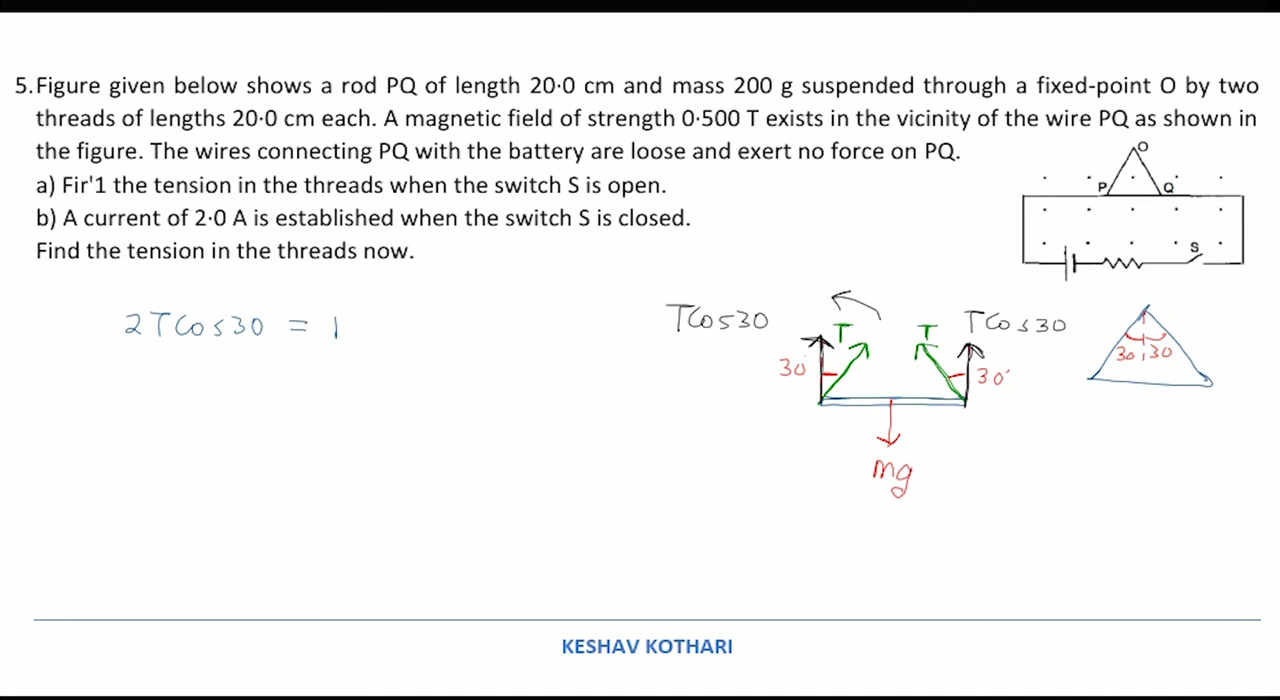 5. Figure given below shows a rod PQ of length 20·0 cm and mass 200 g suspended through a fixed-point O by two
threads of lengths 20·0 cm each. A magnetic field of strength 0·500 T exists in the vicinity of the wire PQ as shown in
the figure. The wires connecting PQ with the battery are loose and exert no force on PQ.
a) Fir'1 the tension in the threads when the switch S is open.
b) A current of 2·0 A is established when the switch S is closed.
Find the tension in the threads now.
O
P Q
S
2TCos30 = 1
TCos30 T T TCos30
30° 30°
30 30
mg
KESHAV KOTHARI